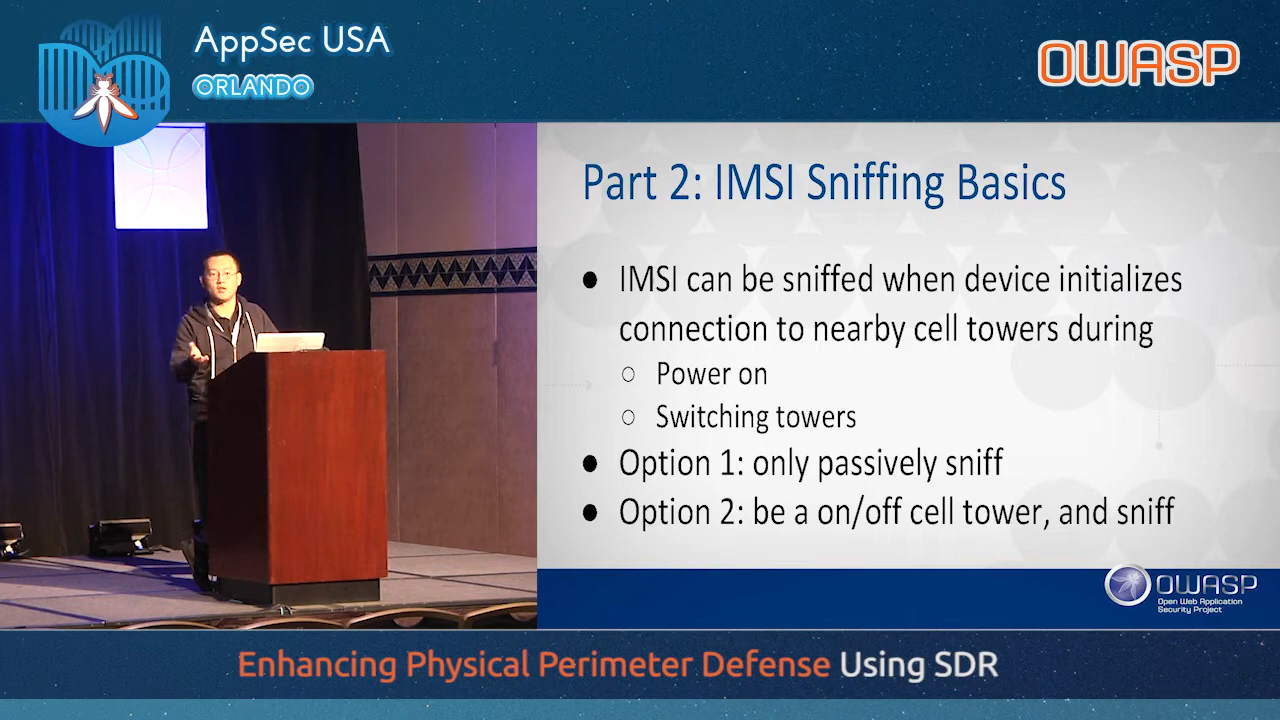 AppSec USA
ORLANDO
OWASP
Part 2: IMSI Sniffing Basics
● IMSI can be sniffed when device initializes
connection to nearby cell towers during
○ Power on
○ Switching towers
● Option 1: only passively sniff
● Option 2: be a on/off cell tower, and sniff
OWASP
Open Web Application
Security Project
Enhancing Physical Perimeter Defense Using SDR